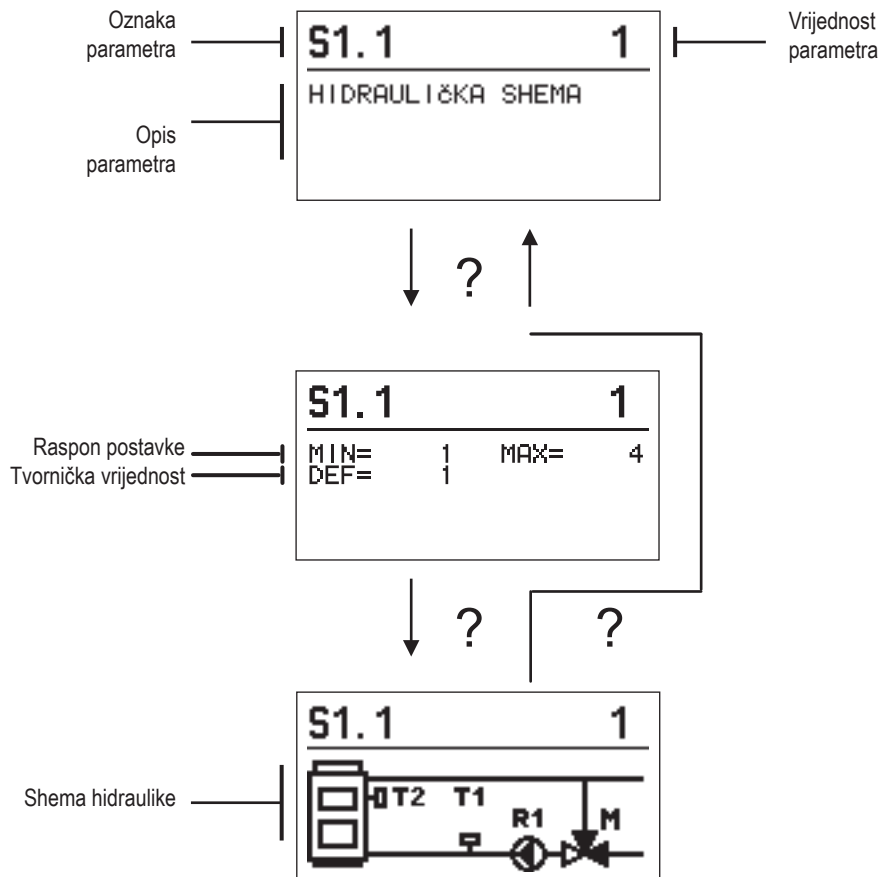 Oznaka
parametra
S1.1 1
Vrijednost
parametra
HIDRAULIčKA SHEMA
Opis
parametra
?
S1.1 1
Raspon postavke
MIN= 1 MAX= 4
Tvornička vrijednost
DEF= 1
? ?
S1.1 1
Shema hidraulike
T2 T1
R1 M